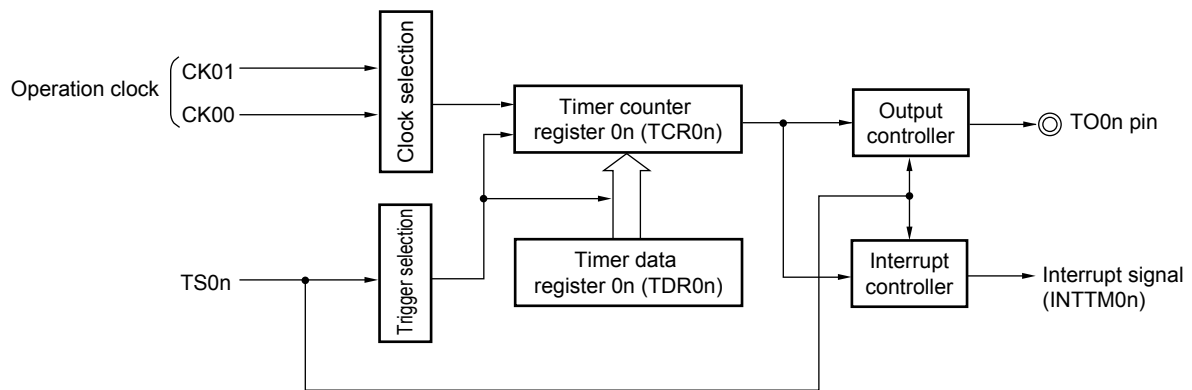 Operation clock
CK01
CK00
Clock selection
Timer counter
register 0n (TCR0n)
Output
controller
TO0n pin
TS0n
Trigger selection
Timer data
register 0n (TDR0n)
Interrupt
controller
Interrupt signal
(INTTM0n)